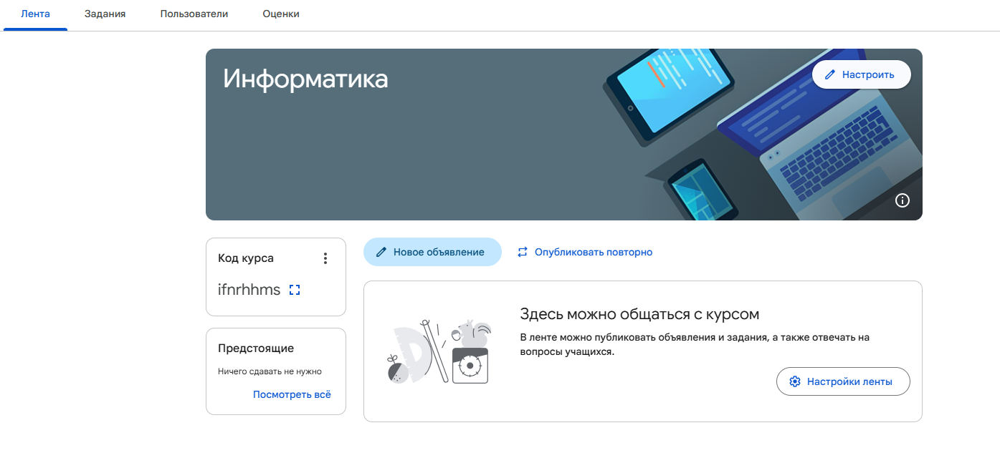 Лента
Задания
Пользователи
Оценки
Информатика
Настроить
Код курса
ifnrhhms
Новое объявление
Опубликовать повторно
Предстоящие
Ничего сдавать не нужно
Посмотреть всё
Здесь можно общаться с курсом
В ленте можно публиковать объявления и задания, а также отвечать на
вопросы учащихся.
Настройки ленты